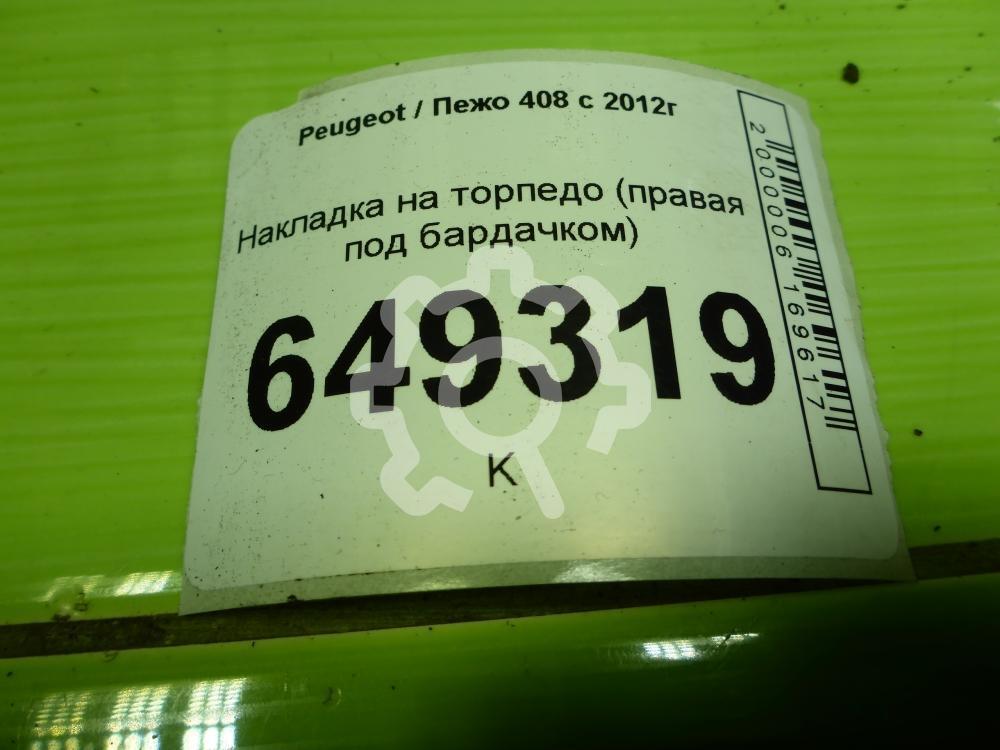 Peugeot / Пежо 408 с 2012г
Накладка на торпедо (правая
под бардачком)
649319
К
2000006169617